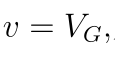 v = V_G,